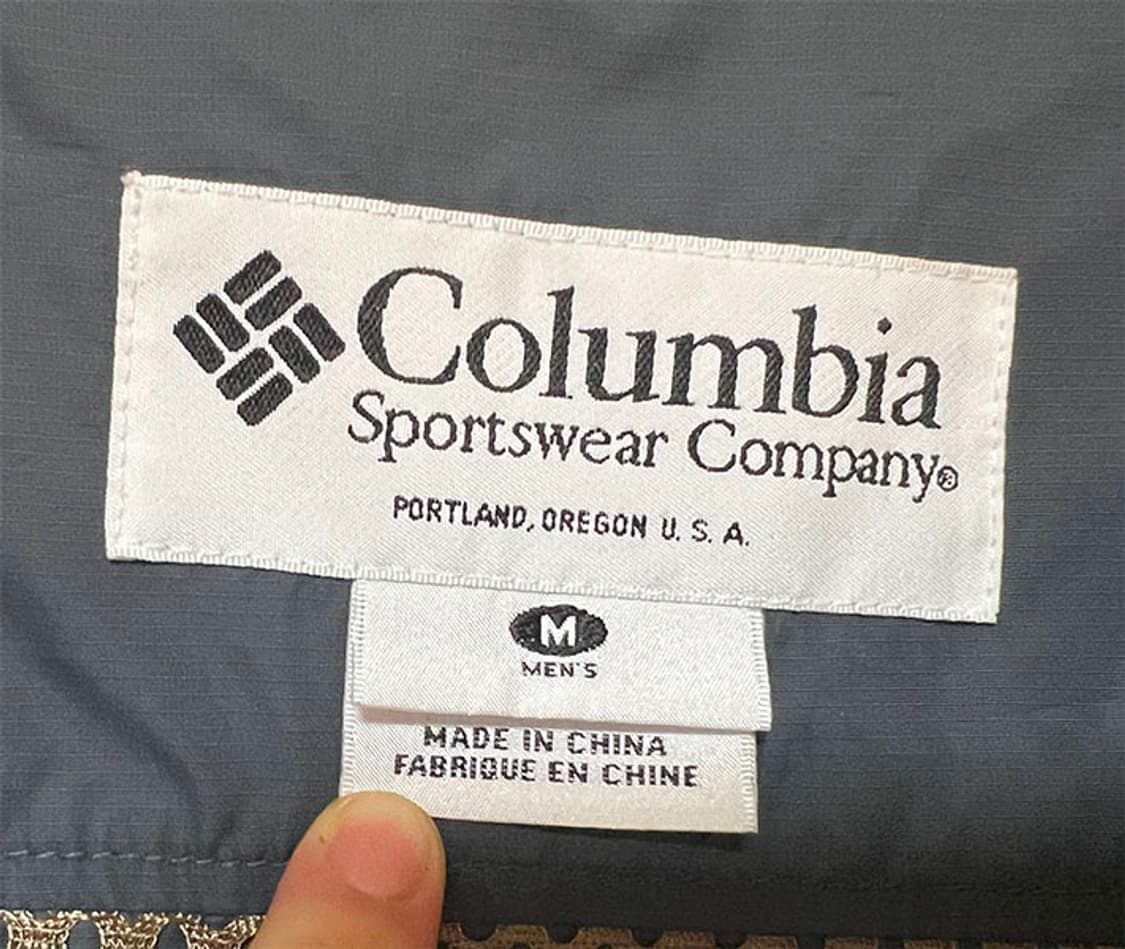 Columbia
Sportswear Company®
PORTLAND, OREGON U. S. A.
M
MEN'S
MADE IN CHINA
FABRIQUE EN CHINE